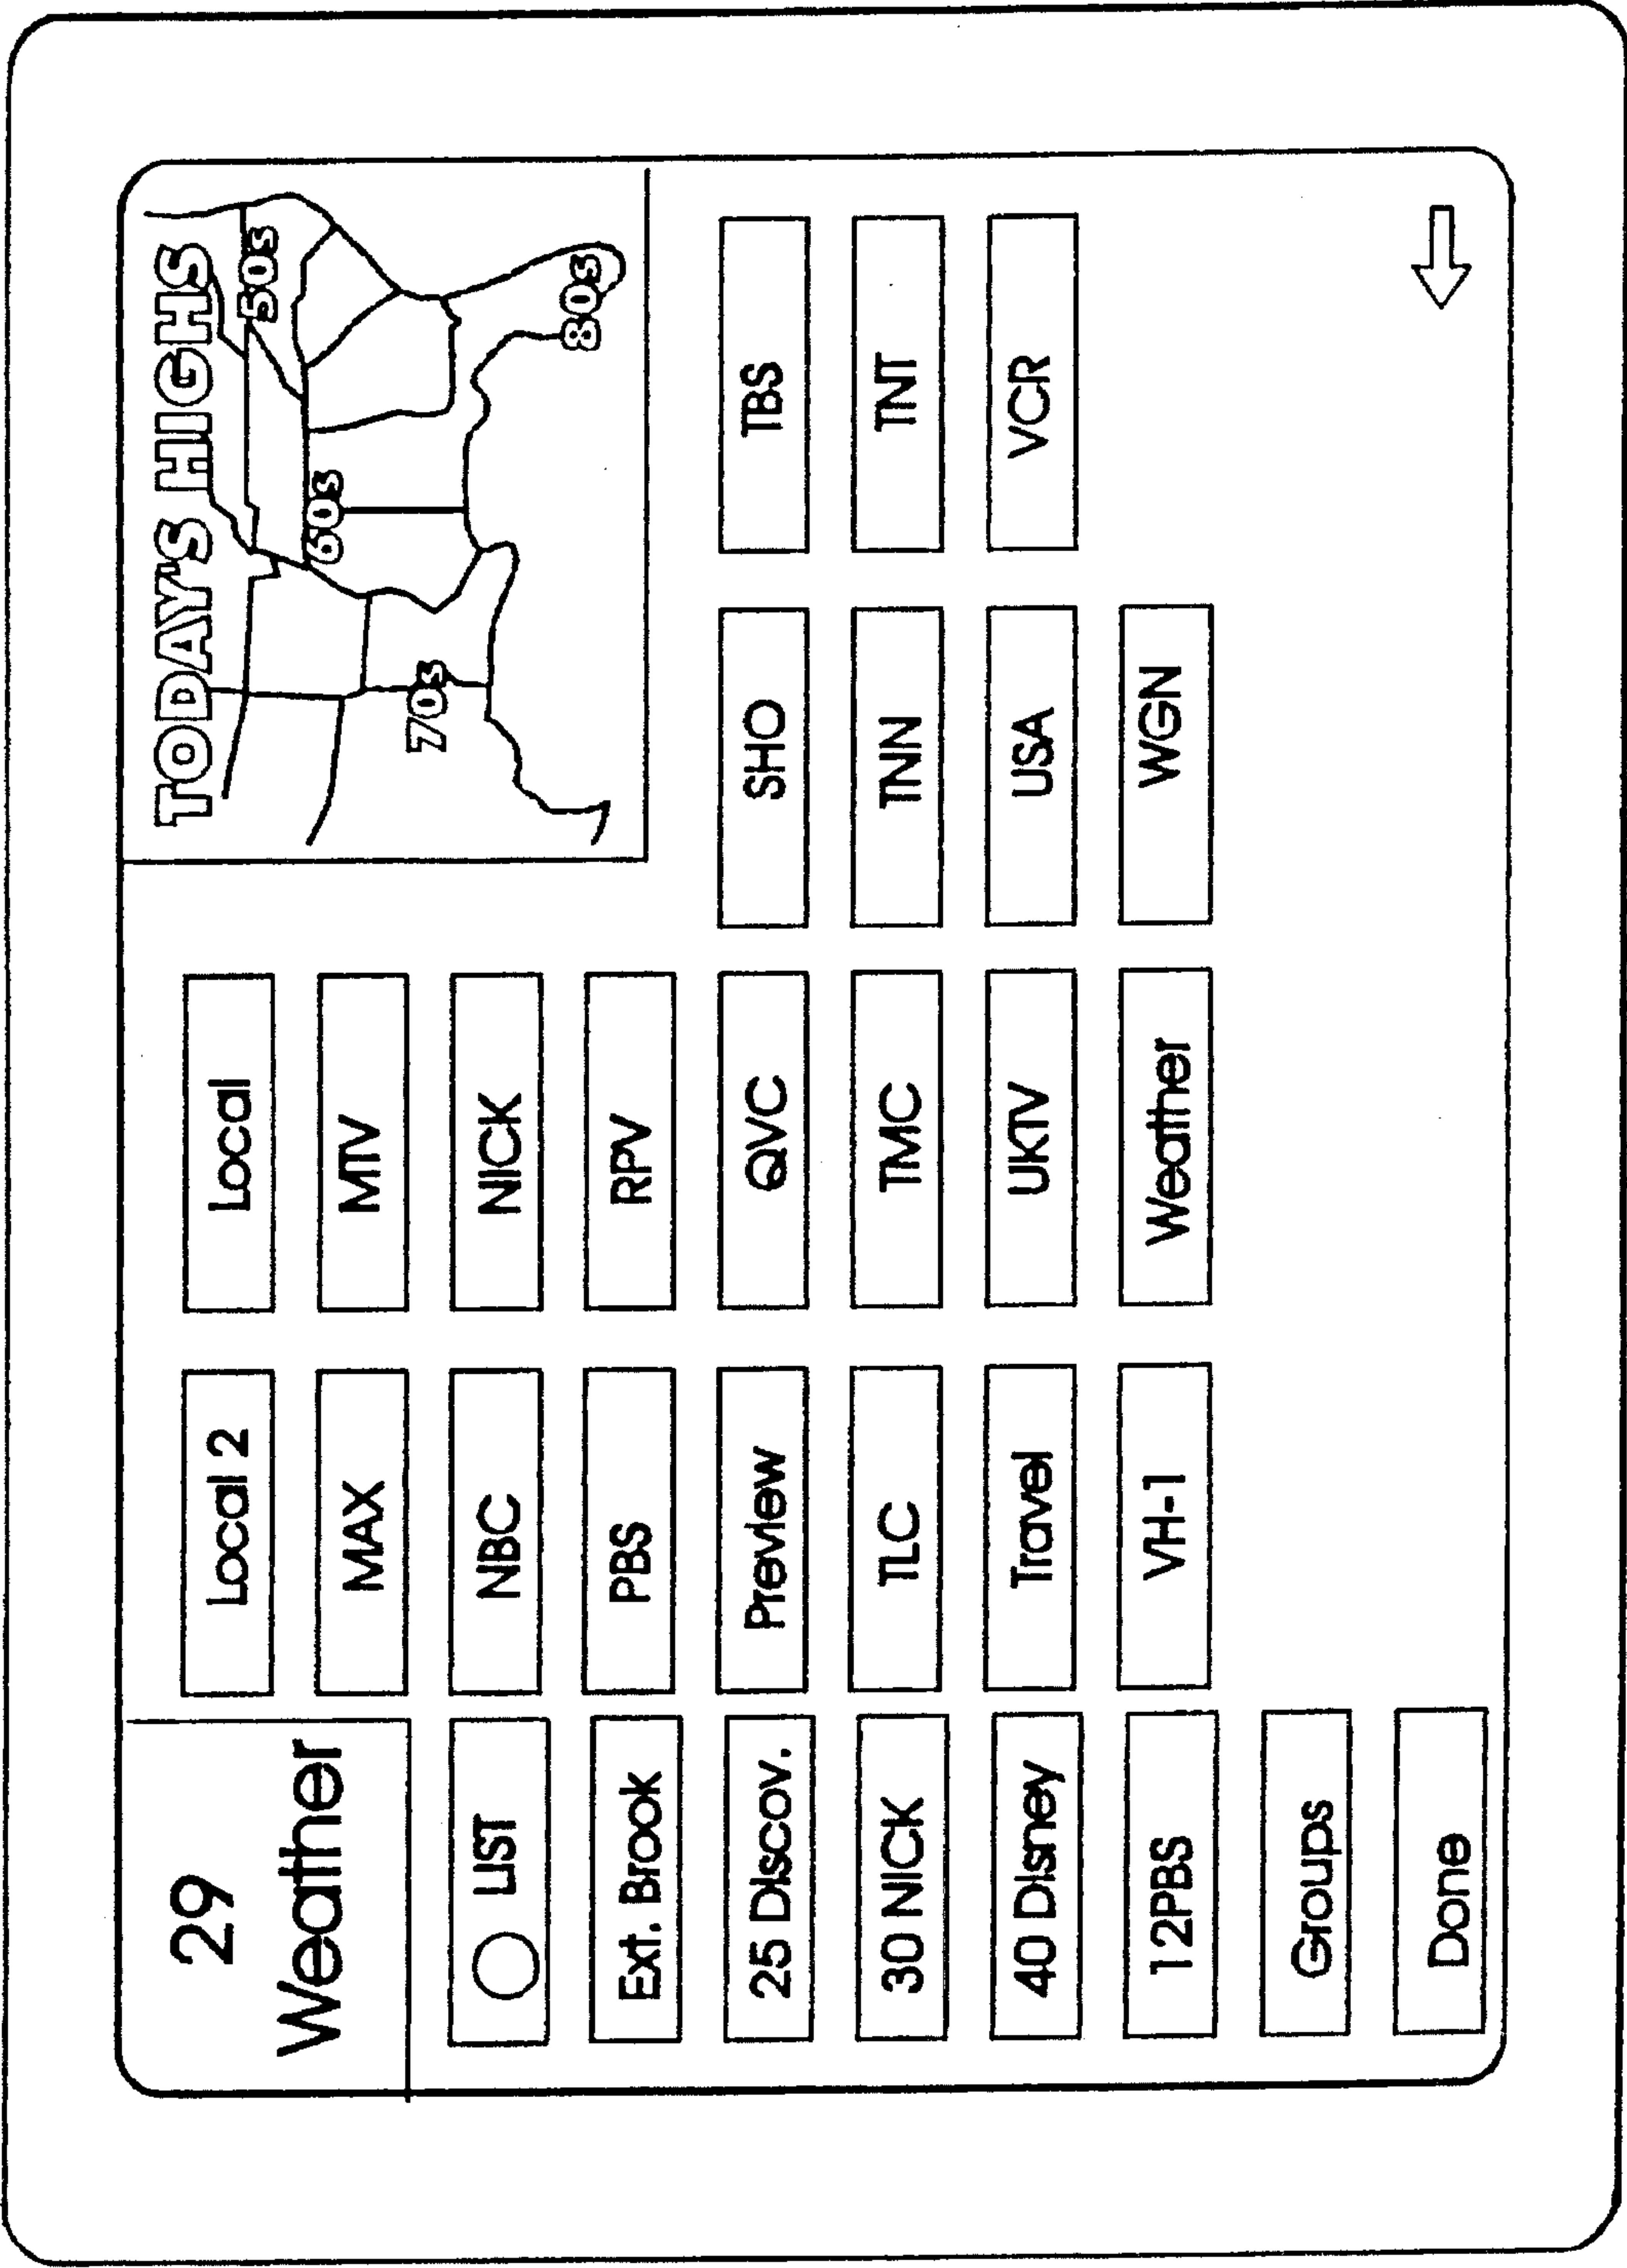 29
Weather
TODAY'S HIGHS
50s
60s
70s
80s
Local 2
Local
MAX
MTV
LIST
NBC
NICK
Ext. Brook
PBS
RPV
25 Discov.
Preview
QVC
SHO
TBS
30 NICK
TLC
TMC
TNN
TNT
40 Disney
Travel
UKTV
USA
VCR
12PBS
VH-1
Weather
WGN
Groups
Done